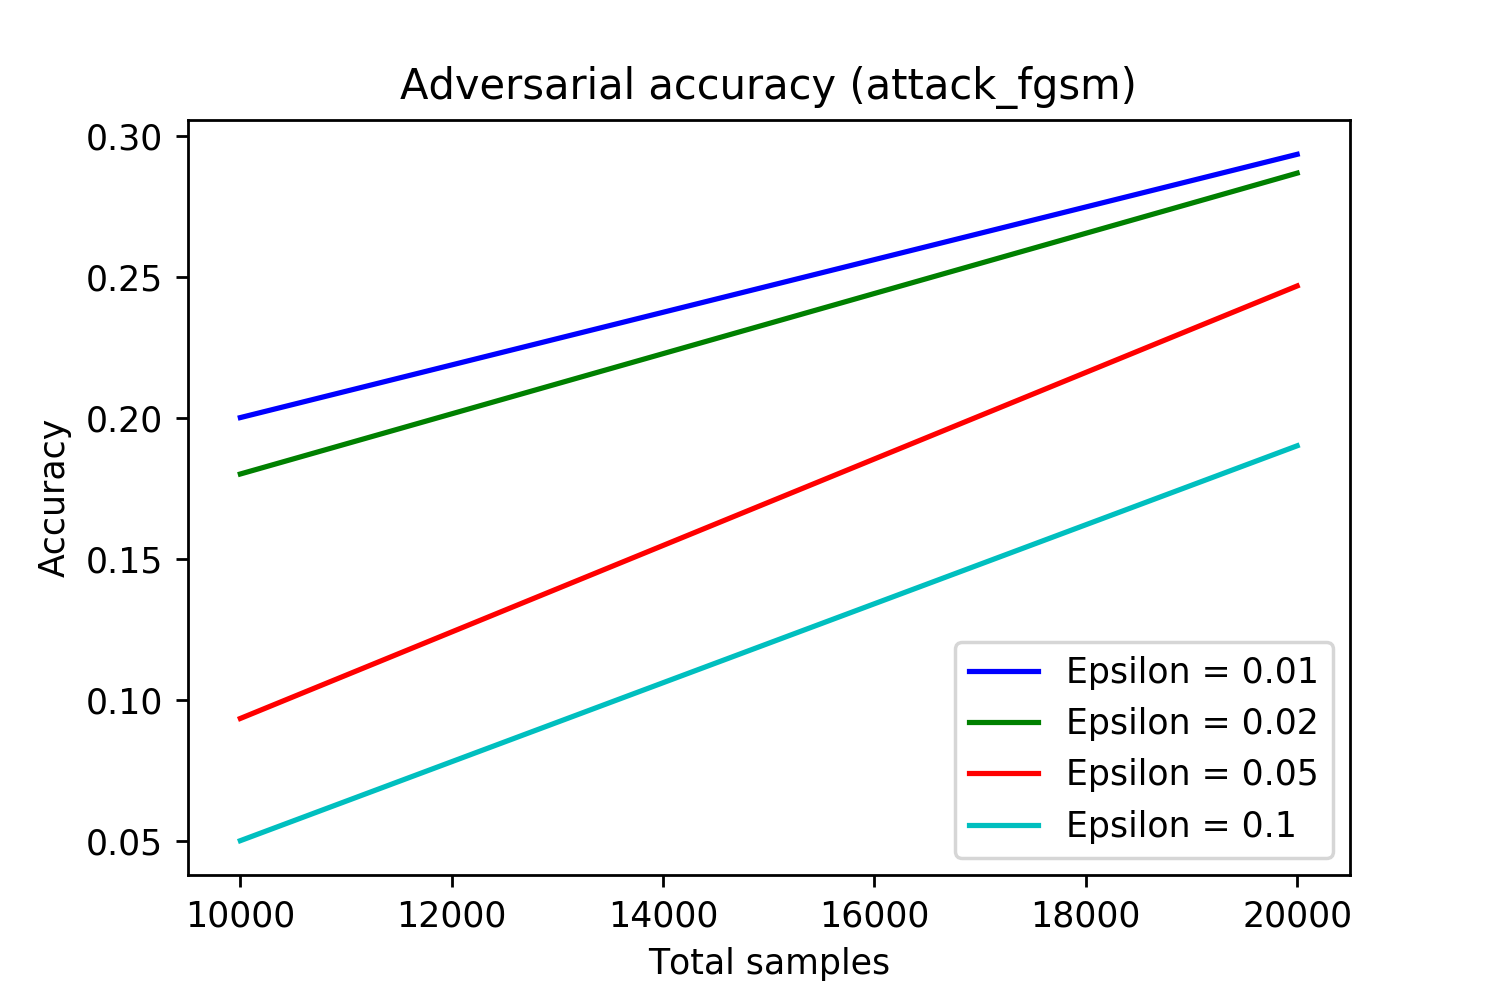 Adversarial accuracy (attack_fgsm)
0.30
0.25
0.20
0.15
0.10
0.05
Accuracy
Epsilon = 0.01
Epsilon = 0.02
Epsilon = 0.05
Epsilon = 0.1
10000 12000 14000 16000 18000 20000
Total samples